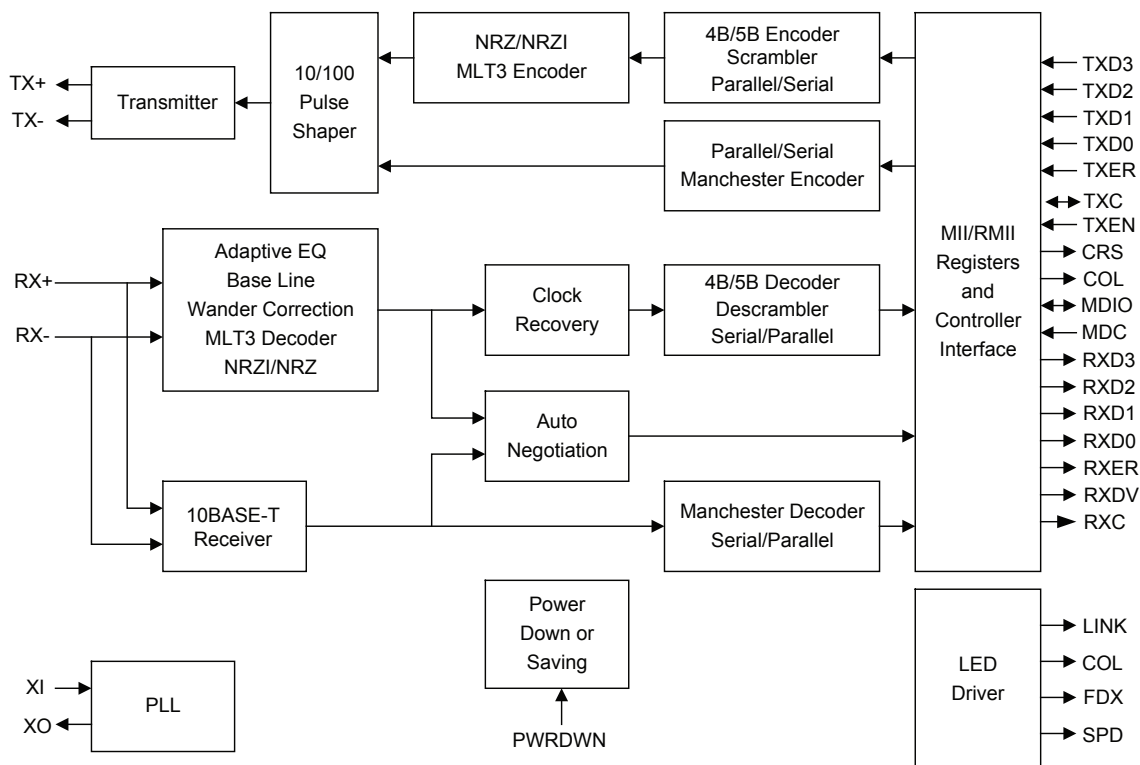 TX+
TX-
Transmitter
10/100
Pulse
Shaper
NRZ/NRZI
MLT3 Encoder
4B/5B Encoder
Scrambler
Parallel/Serial
Parallel/Serial
Manchester Encoder
RX+
RX-
Adaptive EQ
Base Line
Wander Correction
MLT3 Decoder
NRZI/NRZ
Clock
Recovery
4B/5B Decoder
Descrambler
Serial/Parallel
Auto
Negotiation
10BASE-T
Receiver
Manchester Decoder
Serial/Parallel
MII/RMII
Registers
and
Controller
Interface
TXD3
TXD2
TXD1
TXD0
TXER
TXC
TXEN
CRS
COL
MDIO
MDC
RXD3
RXD2
RXD1
RXD0
RXER
RXDV
RXC
Power
Down or
Saving
PWRDWN
XI
XO
PLL
LED
Driver
LINK
COL
FDX
SPD